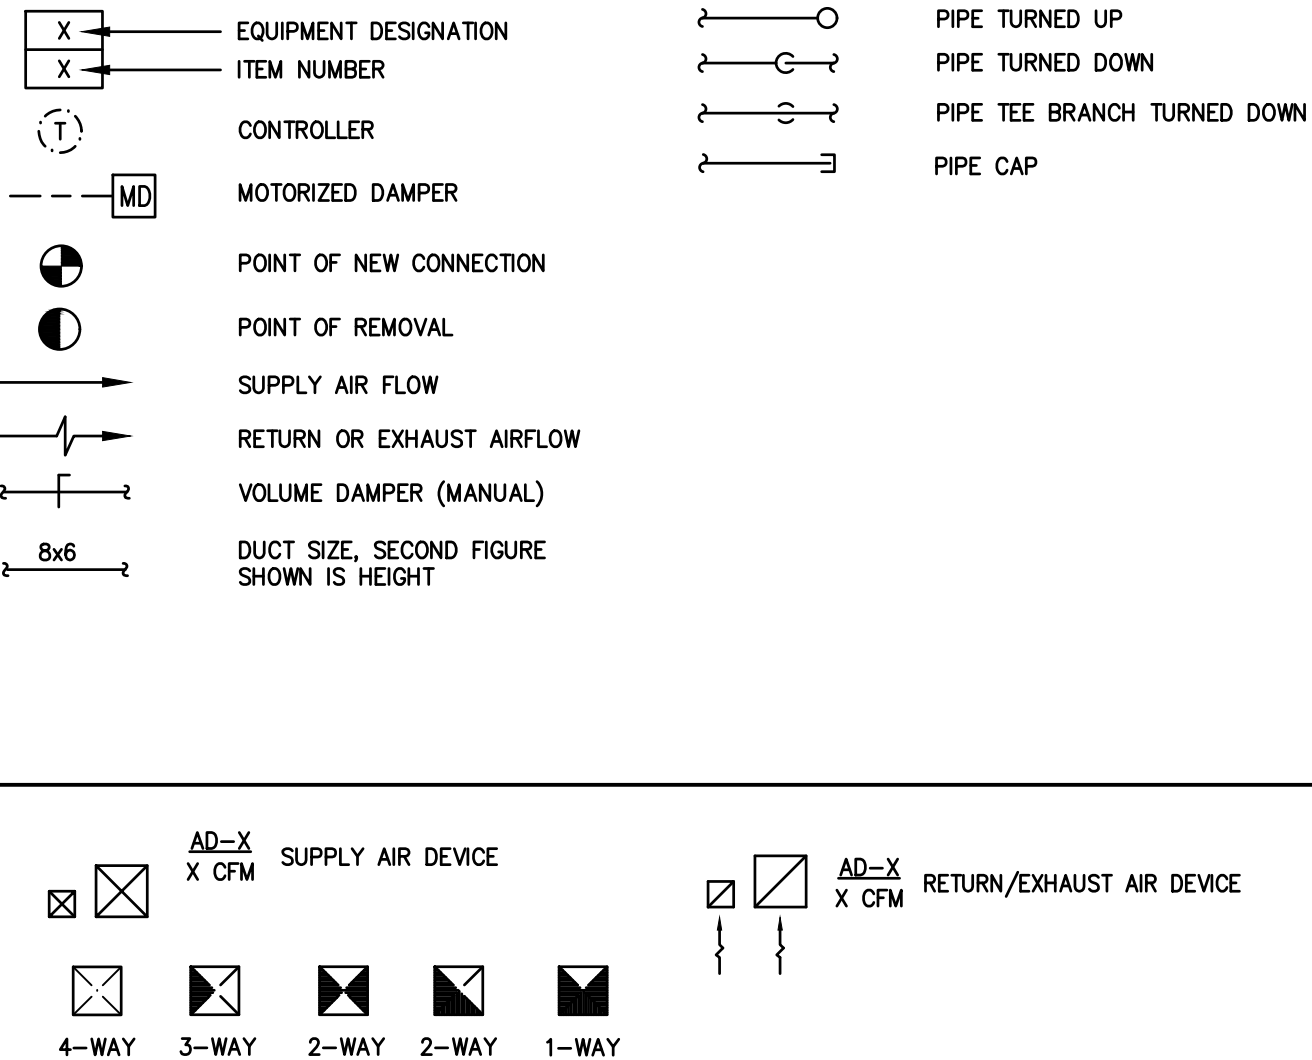 X EQUIPMENT DESIGNATION
X ITEM NUMBER
T CONTROLLER
MD MOTORIZED DAMPER
POINT OF NEW CONNECTION
POINT OF REMOVAL
SUPPLY AIR FLOW
RETURN OR EXHAUST AIRFLOW
VOLUME DAMPER (MANUAL)
8x6 DUCT SIZE, SECOND FIGURE
SHOWN IS HEIGHT
PIPE TURNED UP
PIPE TURNED DOWN
PIPE TEE BRANCH TURNED DOWN
PIPE CAP
AD-X
X CFM
SUPPLY AIR DEVICE
4-WAY 3-WAY 2-WAY 2-WAY 1-WAY
AD-X
X CFM
RETURN/EXHAUST AIR DEVICE